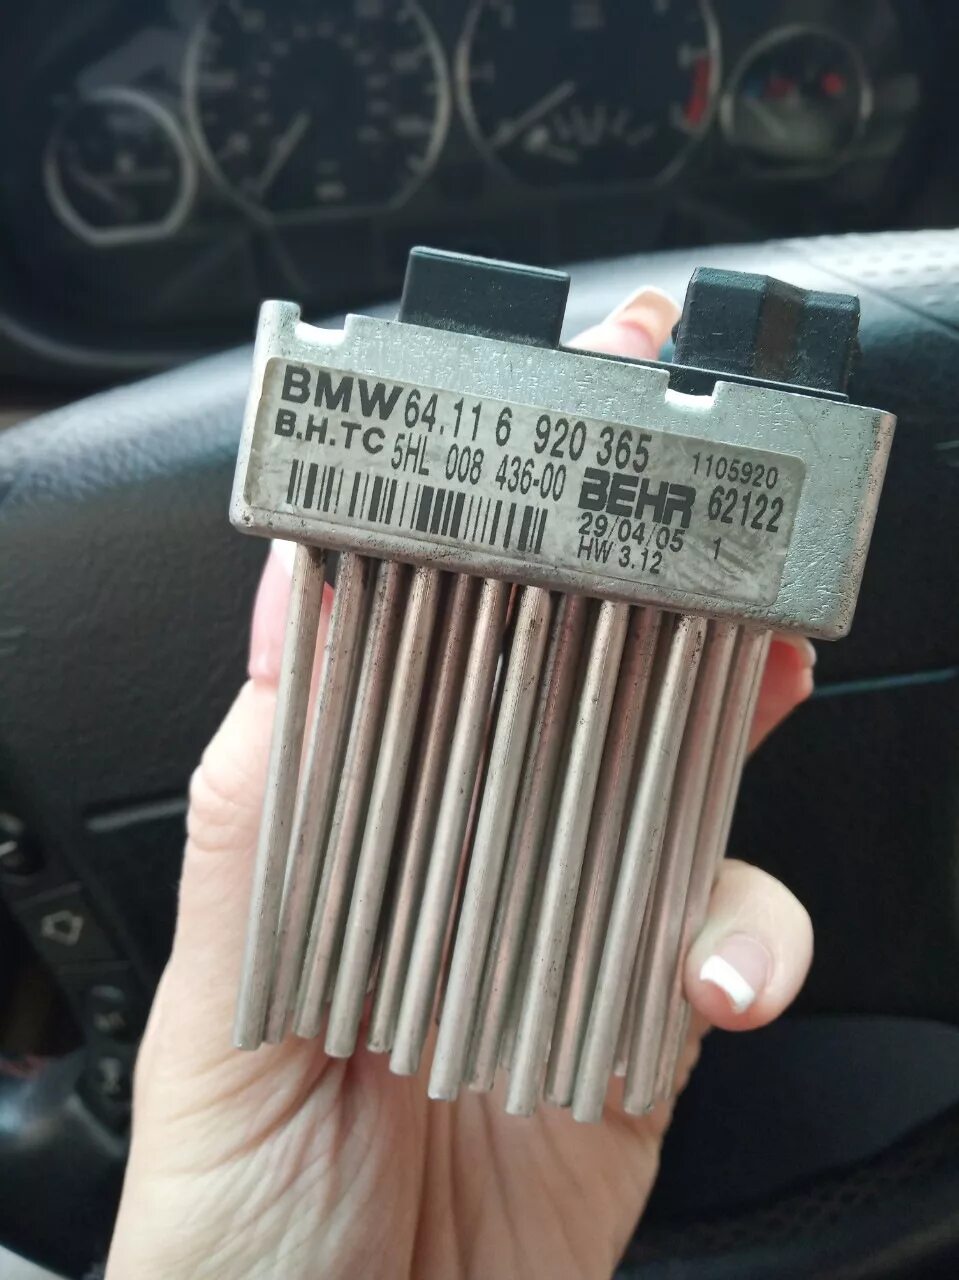 BMW 64.11 6 920 365
B.H.TC 5HL 008 436-00
1105920
BEHR 62122
29/04/05 1
HW 3.12